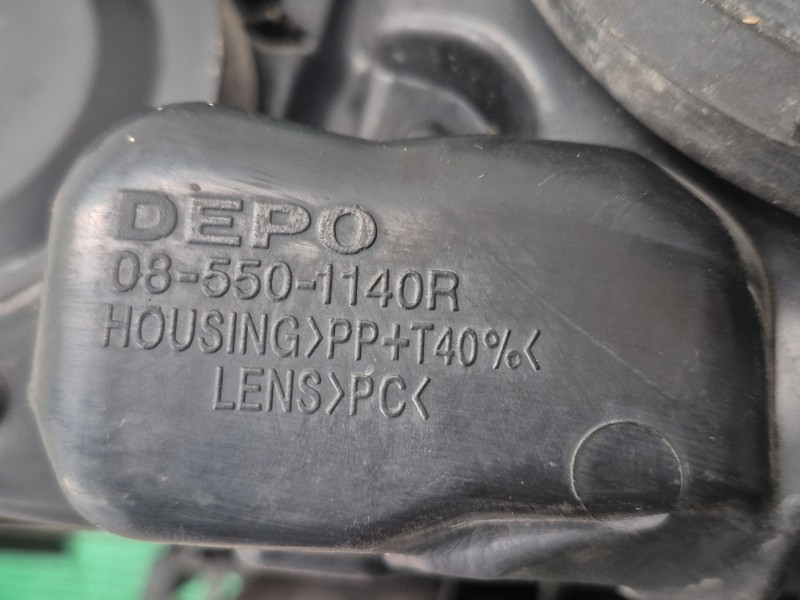 DEPO
08-550-1140R
HOUSING>PP+T40%<
LENS>PC<